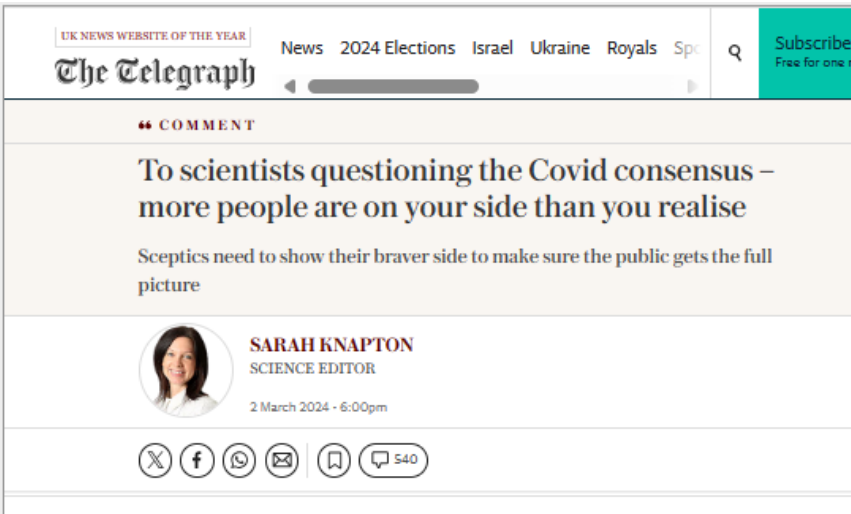 UK NEWS WEBSITE OF THE YEAR
The Telegraph
News 2024 Elections Israel Ukraine Royals
Subscribe
Free for one
COMMENT
To scientists questioning the Covid consensus –
more people are on your side than you realise
Sceptics need to show their braver side to make sure the public gets the full
picture
SARAH KNAPTON
SCIENCE EDITOR
2 March 2024 • 6:00pm
540